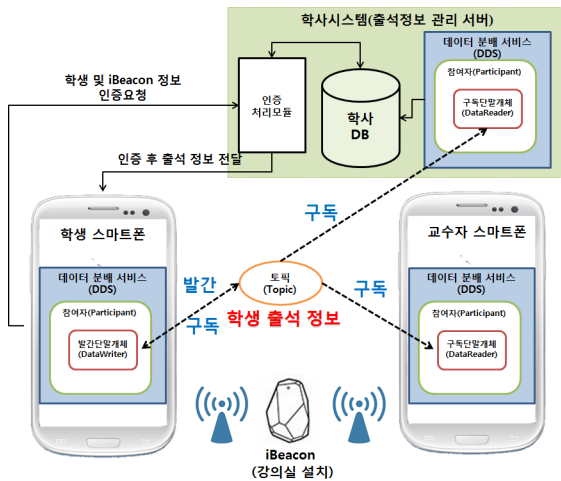 학사시스템(출석정보 관리 서버)
데이터 분배 서비스
(DDS)
참여자(Participant)
구독단말개체
(DataReader)
학생 및 iBeacon 정보
인증요청
인증
처리모듈
학사
DB
인증 후 출석 정보 전달
구독
학생 스마트폰
교수자 스마트폰
데이터 분배 서비스
(DDS)
참여자(Participant)
발간단말개체
(DataWriter)
발간
구독
토픽
(Topic)
학생 출석 정보
구독
데이터 분배 서비스
(DDS)
참여자(Participant)
구독단말개체
(DataReader)
iBeacon
(강의실 설치)